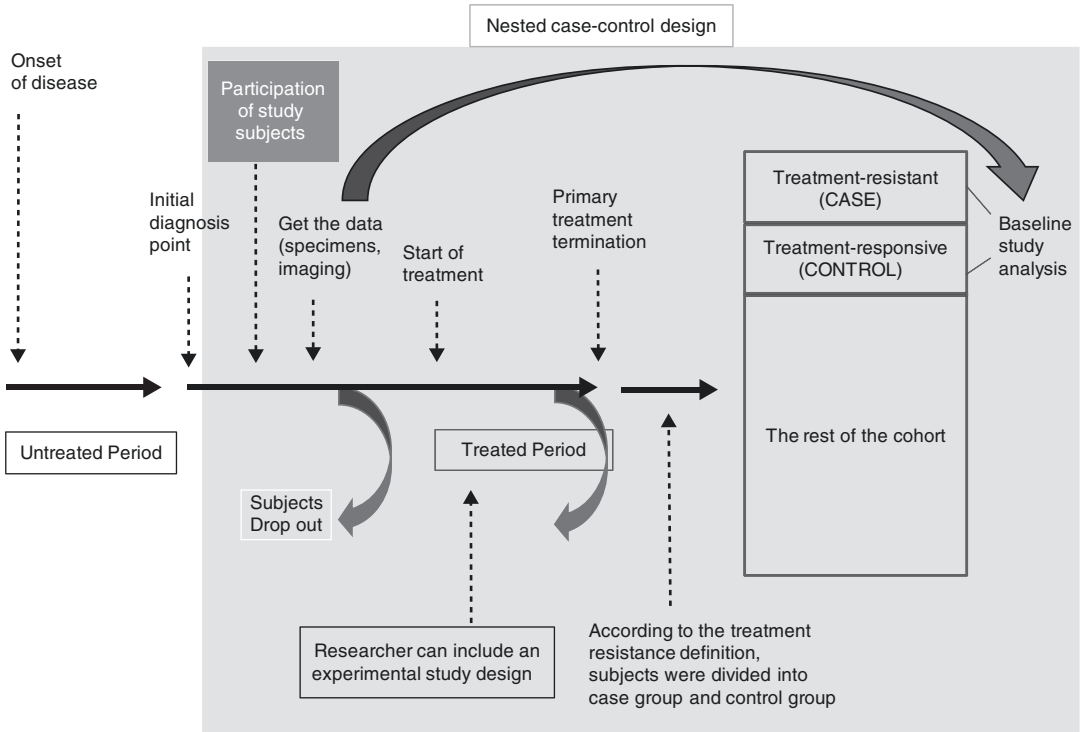 Nested case-control design
Onset
of disease
Participation
of study
subjects
Initial
diagnosis
point
Get the data
(specimens,
imaging)
Start of
treatment
Primary
treatment
termination
Treatment-resistant
(CASE)
Treatment-responsive
(CONTROL)
Baseline
study
analysis
The rest of the cohort
Untreated Period
Treated Period
Subjects
Drop out
Researcher can include an
experimental study design
According to the treatment
resistance definition,
subjects were divided into
case group and control group